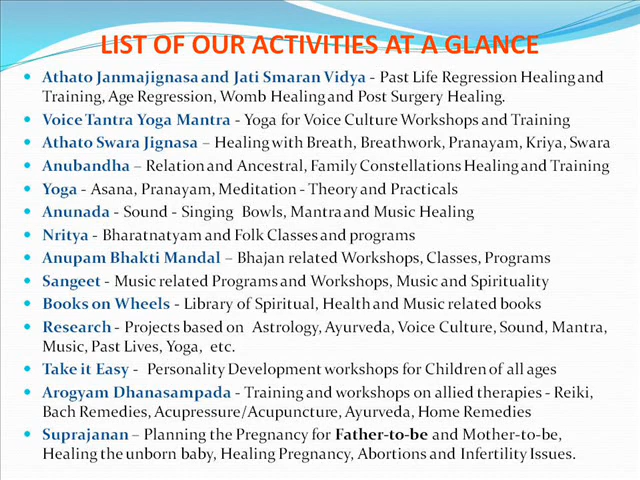 LIST OF OUR ACTIVITIES AT A GLANCE
Athato Janmajignasa and Jati Smaran Vidya - Past Life Regression Healing and
Training, Age Regression, Womb Healing and Post Surgery Healing.
Voice Tantra Yoga Mantra - Yoga for Voice Culture Workshops and Training
Athato Swara Jignasa – Healing with Breath, Breathwork, Pranayam, Kriya, Swara
Anubandha – Relation and Ancestral, Family Constellations Healing and Training
Yoga - Asana, Pranayam, Meditation - Theory and Practicals
Anunada - Sound - Singing Bowls, Mantra and Music Healing
Nritya - Bharatnatyam and Folk Classes and programs
Anupam Bhakti Mandal – Bhajan related Workshops, Classes, Programs
Sangeet - Music related Programs and Workshops, Music and Spirituality
Books on Wheels - Library of Spiritual, Health and Music related books
Research - Projects based on Astrology, Ayurveda, Voice Culture, Sound, Mantra,
Music, Past Lives, Yoga, etc.
Take it Easy - Personality Development workshops for Children of all ages
Arogyam Dhanasampada - Training and workshops on allied therapies - Reiki,
Bach Remedies, Acupressure/Acupuncture, Ayurveda, Home Remedies
Suprajanan – Planning the Pregnancy for Father-to-be and Mother-to-be,
Healing the unborn baby, Healing Pregnancy, Abortions and Infertility Issues.